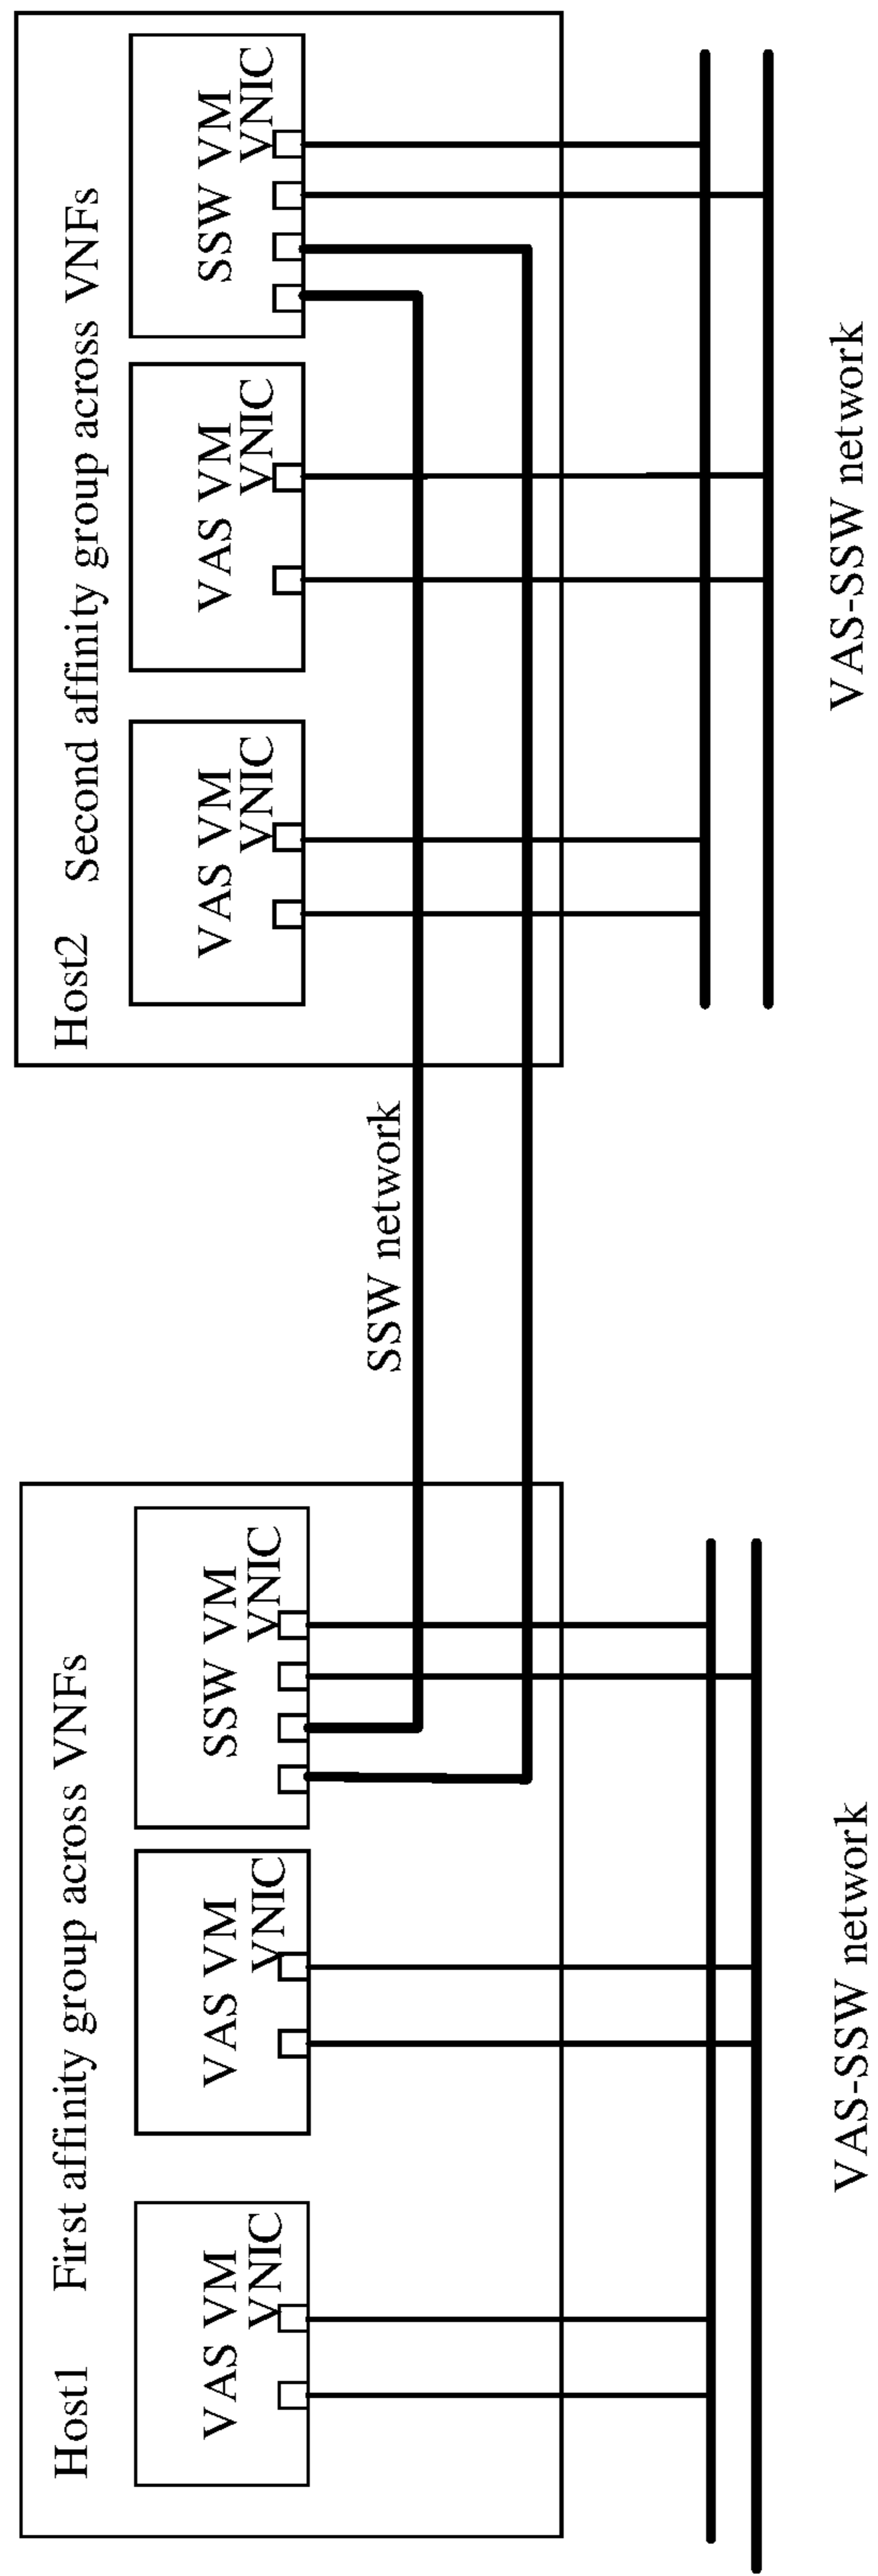 Host1
First affinity group across VNFs
VAS VM
VNIC
VAS VM
VNIC
SSW VM
VNIC
SSW network
Host2
Second affinity group across VNFs
VAS VM
VNIC
VAS VM
VNIC
SSW VM
VNIC
VAS-SSW network
VAS-SSW network